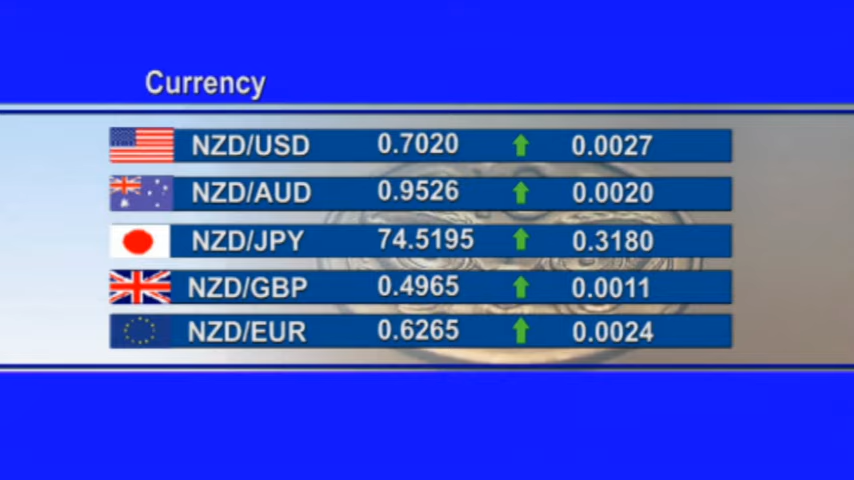 Currency
NZD/USD 0.7020 0.0027
NZD/AUD 0.9526 0.0020
NZD/JPY 74.5195 0.3180
NZD/GBP 0.4965 0.0011
NZD/EUR 0.6265 0.0024